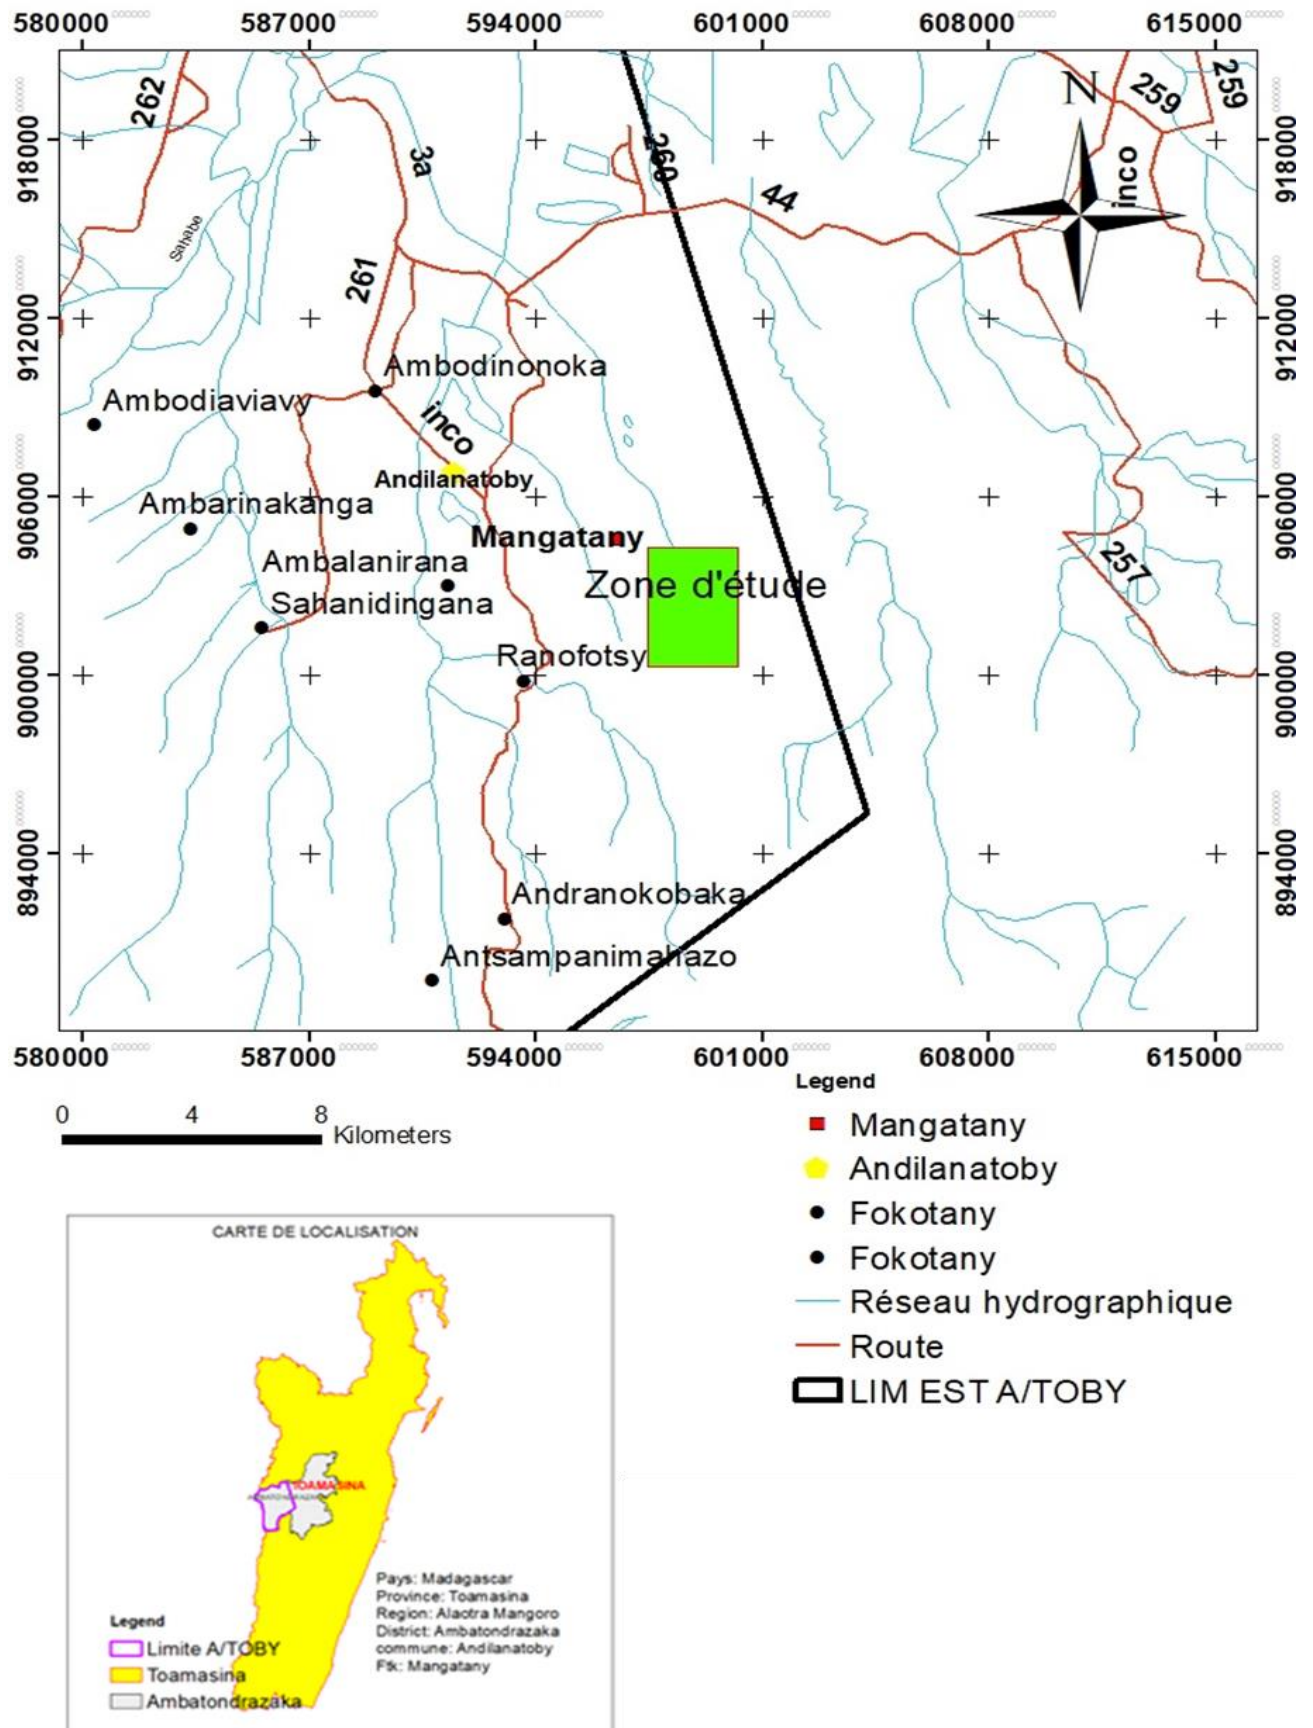 580000 587000 594000 601000 608000 615000
262
259
259
N
260
3a
918000
918000
inco
44
Sahabe
261
912000
912000
Ambodinonoka
Ambodiaviavy
inco
Andilanatoby
906000
906000
Ambarinakanga
Mangatany
Ambalanirana
257
Zone d'étude
Sahanidingana
Ranofotsy
9000000
9000000
894000
894000
Andranokobaka
Antsampanimahazo
580000 587000 594000 601000 608000 615000
0 4 8
Kilometers
Legend
Mangatany
Andilanatoby
Fokotany
Fokotany
Réseau hydrographique
Route
LIM EST A/TOBY
CARTE DE LOCALISATION
TOAMASINA
Pays: Madagascar
Province: Toamasina
Region: Alaotra Mangoro
District: Ambatondrazaka
commune: Andilanatoby
Ftk: Mangatany
Legend
Limite A/TOBY
Toamasina
Ambatondrazaka